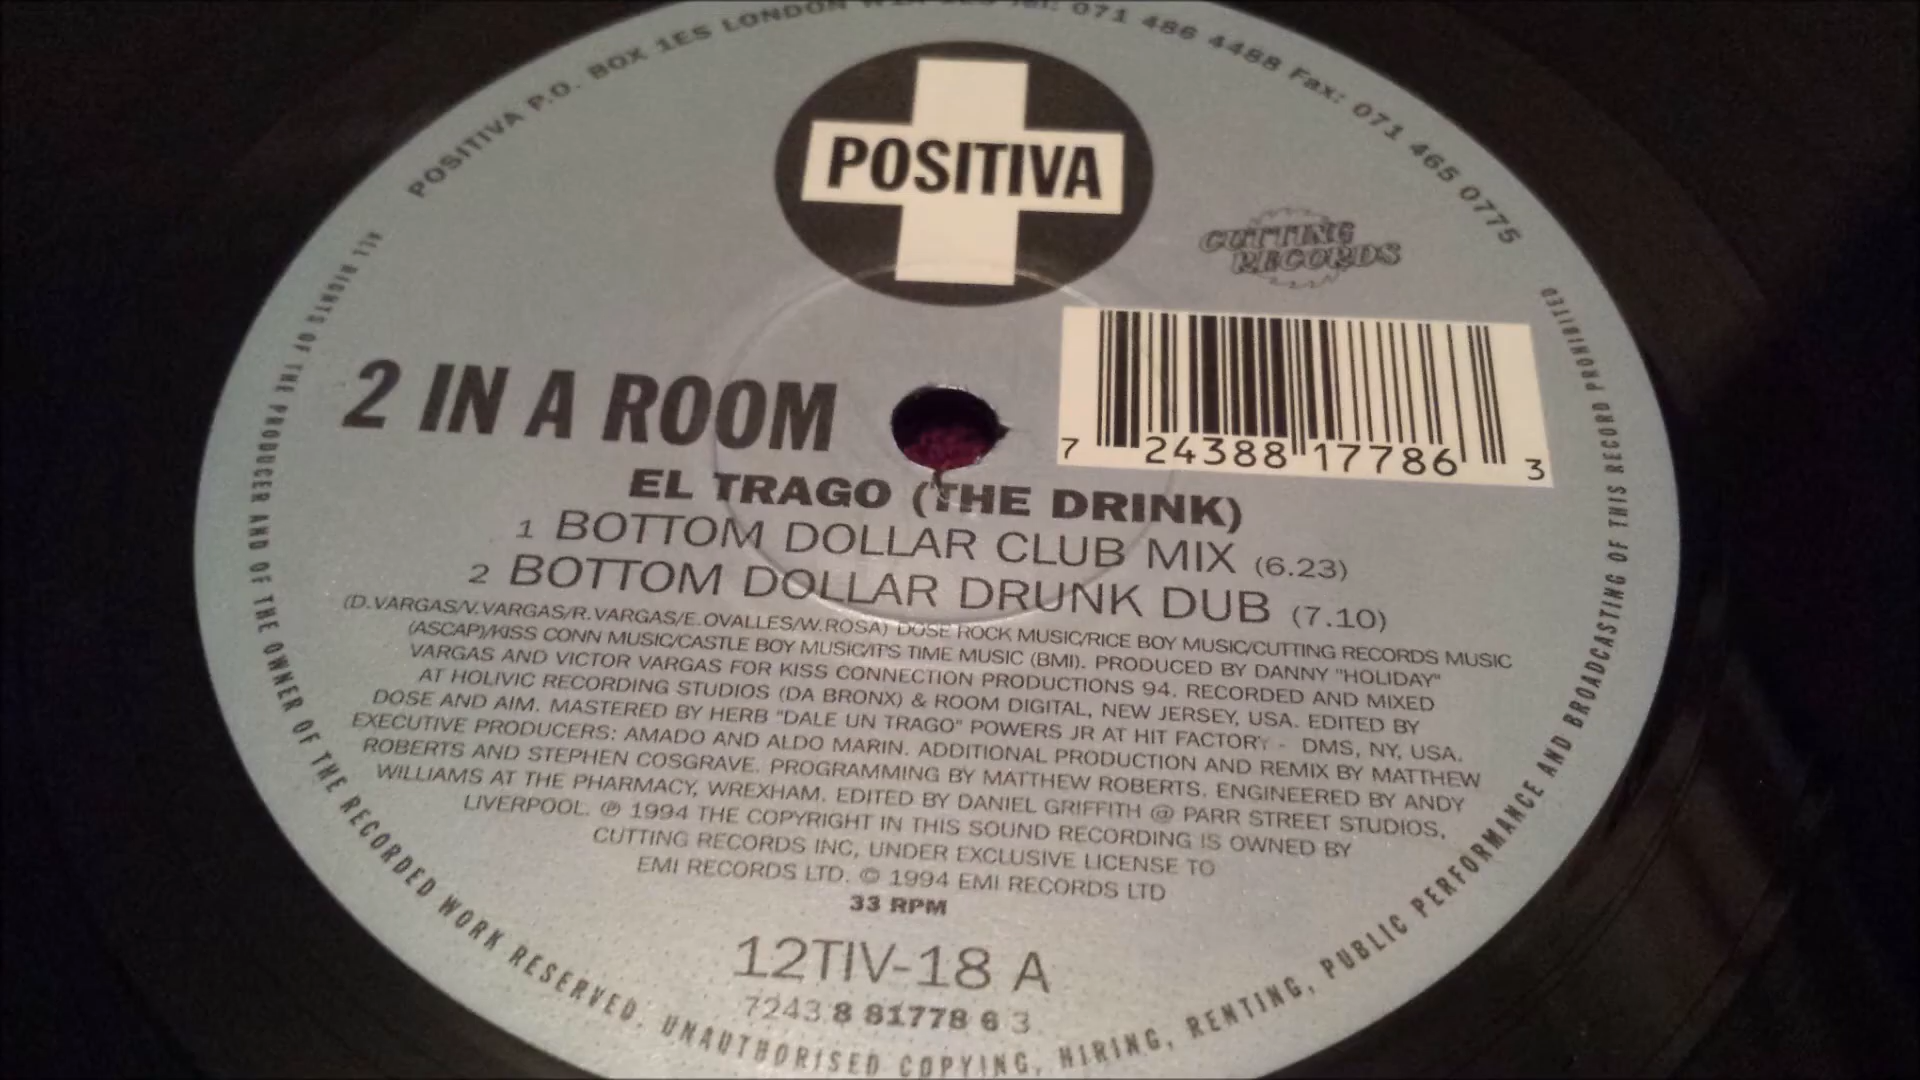 POSITIVA P.O. BOX 1ES LONDON Tel: 071 486 4488 Fax: 071 465 0775
POSITIVA
CUTTING
RECORDS
7 24388 17786 3
2 IN A ROOM
EL TRAGO (THE DRINK)
1 BOTTOM DOLLAR CLUB MIX (6.23)
2 BOTTOM DOLLAR DRUNK DUB (7.10)
(D.VARGAS/V.VARGAS/R.VARGAS/E.OVALLES/W.ROSA) DOSE ROCK MUSIC/RICE BOY MUSIC/CUTTING RECORDS MUSIC
(ASCAP)/KISS CONN MUSIC/CASTLE BOY MUSIC/IT'S TIME MUSIC (BMI). PRODUCED BY DANNY "HOLIDAY"
VARGAS AND VICTOR VARGAS FOR KISS CONNECTION PRODUCTIONS 94. RECORDED AND MIXED
AT HOLIVIC RECORDING STUDIOS (DA BRONX) & ROOM DIGITAL, NEW JERSEY, USA. EDITED BY
DOSE AND AIM. MASTERED BY HERB "DALE UN TRAGO" POWERS JR AT HIT FACTORY - DMS, NY, USA.
EXECUTIVE PRODUCERS: AMADO AND ALDO MARIN. ADDITIONAL PRODUCTION AND REMIX BY MATTHEW
ROBERTS AND STEPHEN COSGRAVE. PROGRAMMING BY MATTHEW ROBERTS. ENGINEERED BY ANDY
WILLIAMS AT THE PHARMACY, WREXHAM. EDITED BY DANIEL GRIFFITH @ PARR STREET STUDIOS,
LIVERPOOL. ℗ 1994 THE COPYRIGHT IN THIS SOUND RECORDING IS OWNED BY
CUTTING RECORDS INC, UNDER EXCLUSIVE LICENSE TO
EMI RECORDS LTD. © 1994 EMI RECORDS LTD
33 RPM
12TIV-18 A
7243 8 81778 6 3
ALL RIGHTS OF THE PRODUCER AND OF THE OWNER OF THE RECORDED WORK RESERVED. UNAUTHORISED COPYING, HIRING, RENTING, PUBLIC PERFORMANCE AND BROADCASTING OF THIS RECORD PROHIBITED